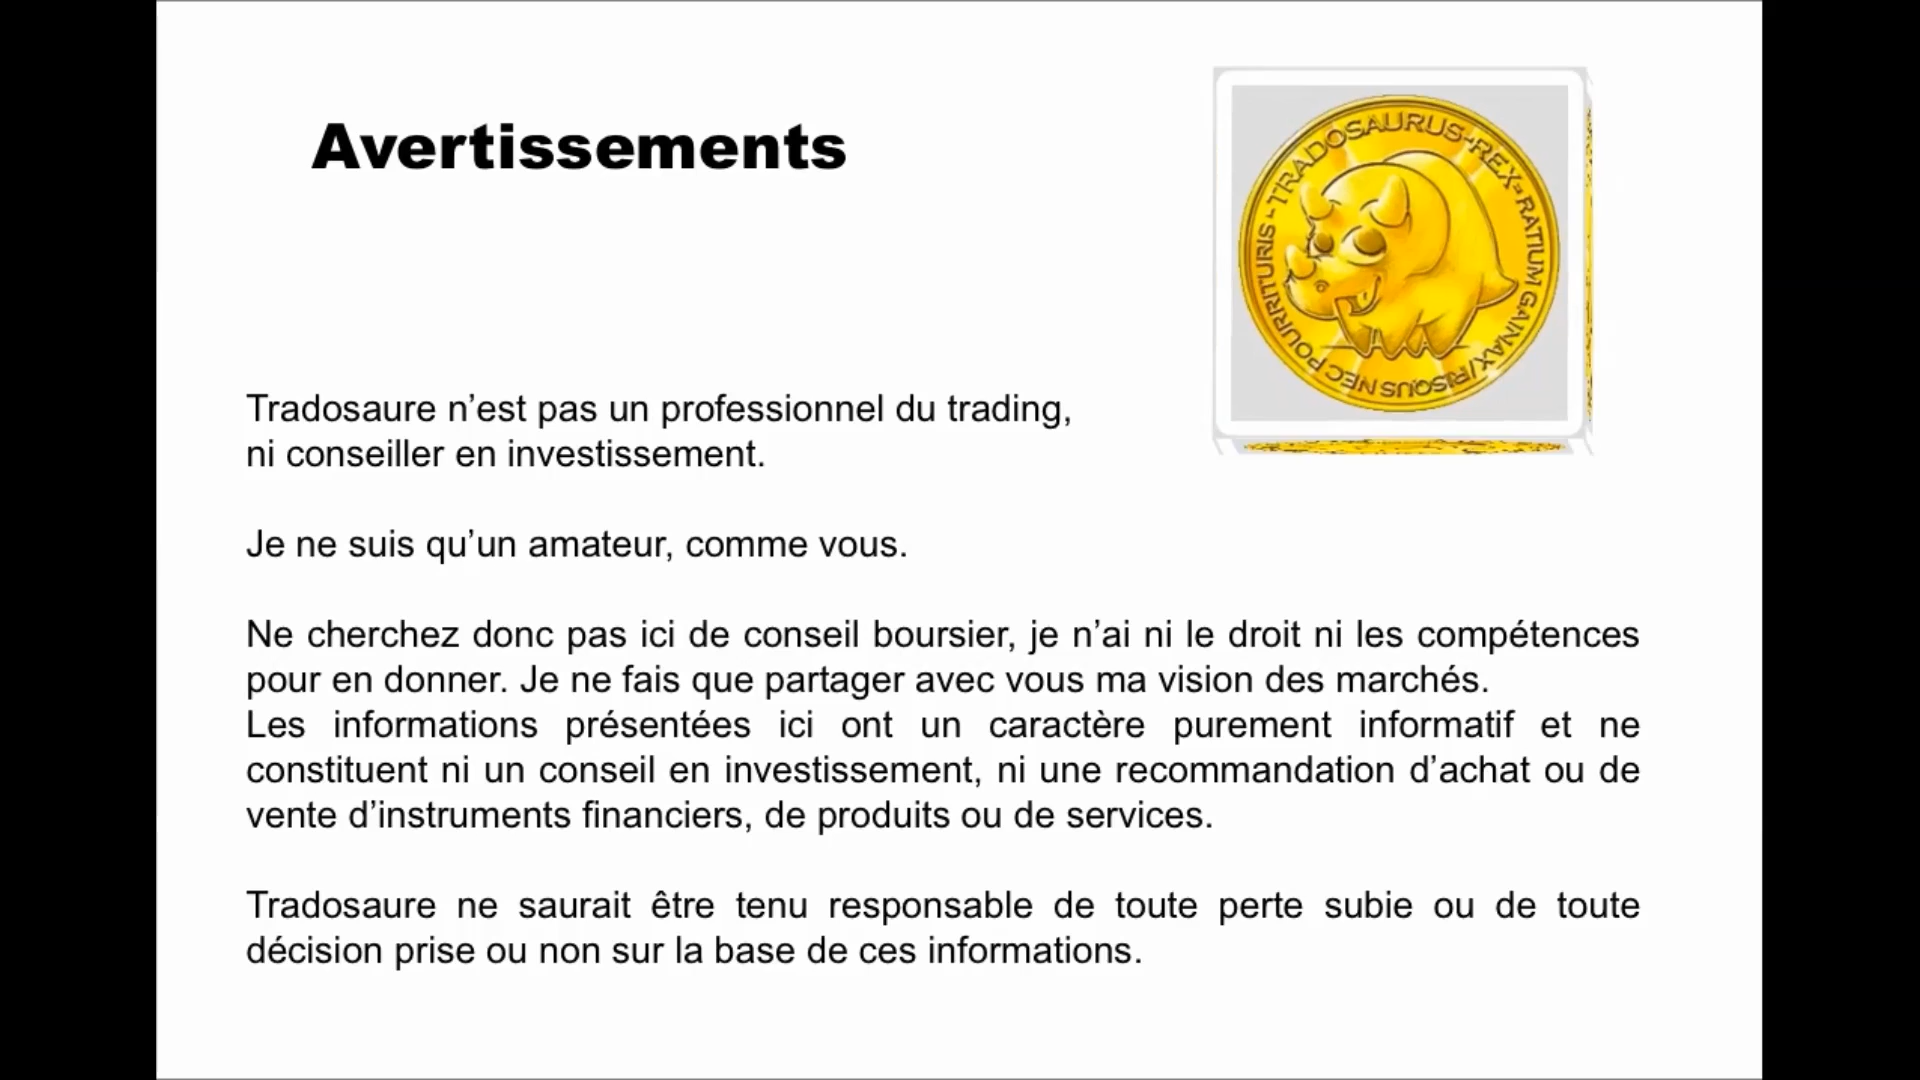 Avertissements
TRADOSAURUS-REX-RATIUM GAINAX/RISQUS NEC POURRITURIS-
Tradosaure n’est pas un professionnel du trading,
ni conseiller en investissement.
Je ne suis qu’un amateur, comme vous.
Ne cherchez donc pas ici de conseil boursier, je n’ai ni le droit ni les compétences
pour en donner. Je ne fais que partager avec vous ma vision des marchés.
Les informations présentées ici ont un caractère purement informatif et ne
constituent ni un conseil en investissement, ni une recommandation d’achat ou de
vente d’instruments financiers, de produits ou de services.
Tradosaure ne saurait être tenu responsable de toute perte subie ou de toute
décision prise ou non sur la base de ces informations.